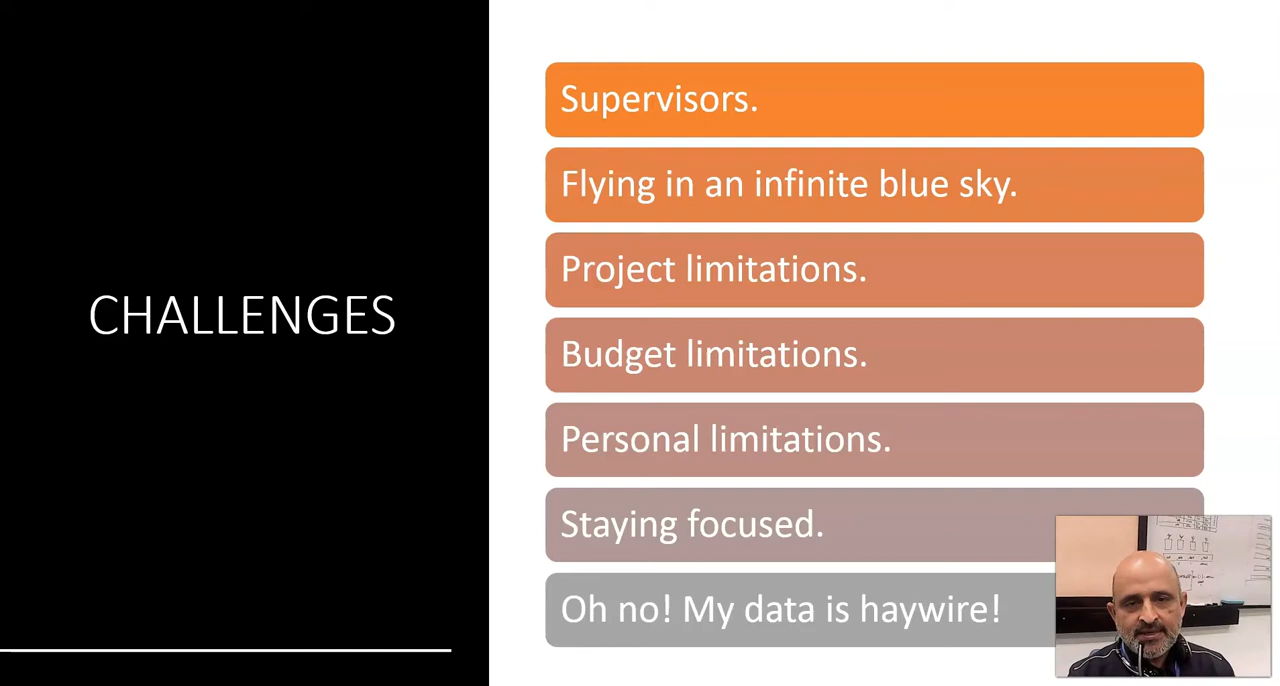 CHALLENGES
Supervisors.
Flying in an infinite blue sky.
Project limitations.
Budget limitations.
Personal limitations.
Staying focused.
Oh no! My data is haywire!